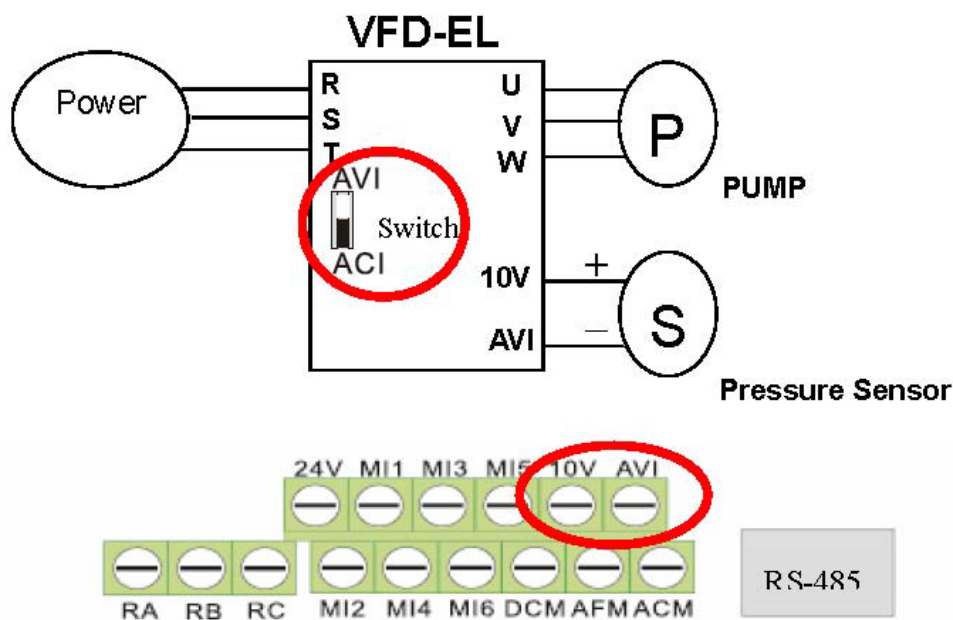 VFD-EL
Power
R
S
T
U
V
W
P
PUMP
AVI
Switch
ACI
10V
+
AVI
−
S
Pressure Sensor
24V MI1 MI3 MI5 10V AVI
RA RB RC MI2 MI4 MI6 DCM AFM ACM
RS-485